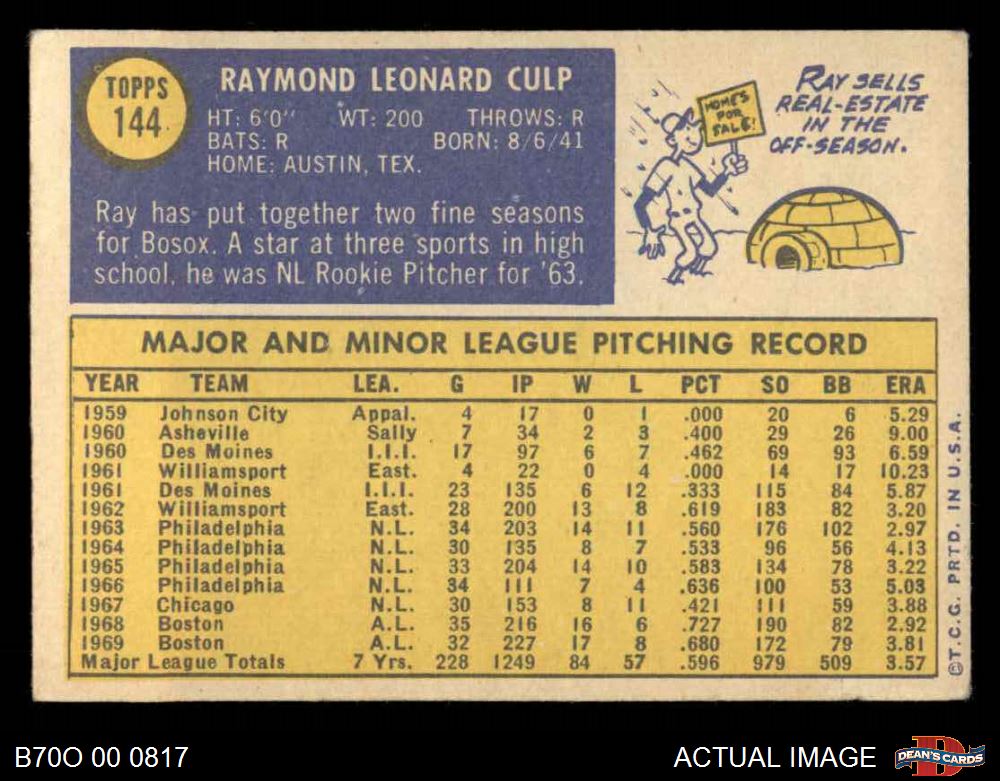 TOPPS
144
RAYMOND LEONARD CULP
HT: 6'0" WT: 200 THROWS: R
BATS: R BORN: 8/6/41
HOME: AUSTIN, TEX.
Ray has put together two fine seasons
for Bosox. A star at three sports in high
school, he was NL Rookie Pitcher for '63.
HOMES
FOR
SALE!
RAY SELLS
REAL-ESTATE
IN THE
OFF-SEASON.
MAJOR AND MINOR LEAGUE PITCHING RECORD
YEAR TEAM LEA. G IP W L PCT SO BB ERA
1959 Johnson City Appal. 4 17 0 1 .000 20 6 5.29
1960 Asheville Sally 7 34 2 3 .400 29 26 9.00
1960 Des Moines I.I.I. 17 97 6 7 .462 69 93 6.59
1961 Williamsport East. 4 22 0 4 .000 14 17 10.23
1961 Des Moines I.I.I. 23 135 6 12 .333 115 84 5.87
1962 Williamsport East. 28 200 13 8 .619 183 82 3.20
1963 Philadelphia N.L. 34 203 14 11 .560 176 102 2.97
1964 Philadelphia N.L. 30 135 8 7 .533 96 56 4.13
1965 Philadelphia N.L. 33 204 14 10 .583 134 78 3.22
1966 Philadelphia N.L. 34 111 7 4 .636 100 53 5.03
1967 Chicago N.L. 30 153 8 11 .421 111 59 3.88
1968 Boston A.L. 35 216 16 6 .727 190 82 2.92
1969 Boston A.L. 32 227 17 8 .680 172 79 3.81
Major League Totals 7 Yrs. 228 1249 84 57 .596 979 509 3.57
©T.C.G. PRTD. IN U.S.A.
B70O 00 0817
ACTUAL IMAGE
D
DEAN'S CARDS